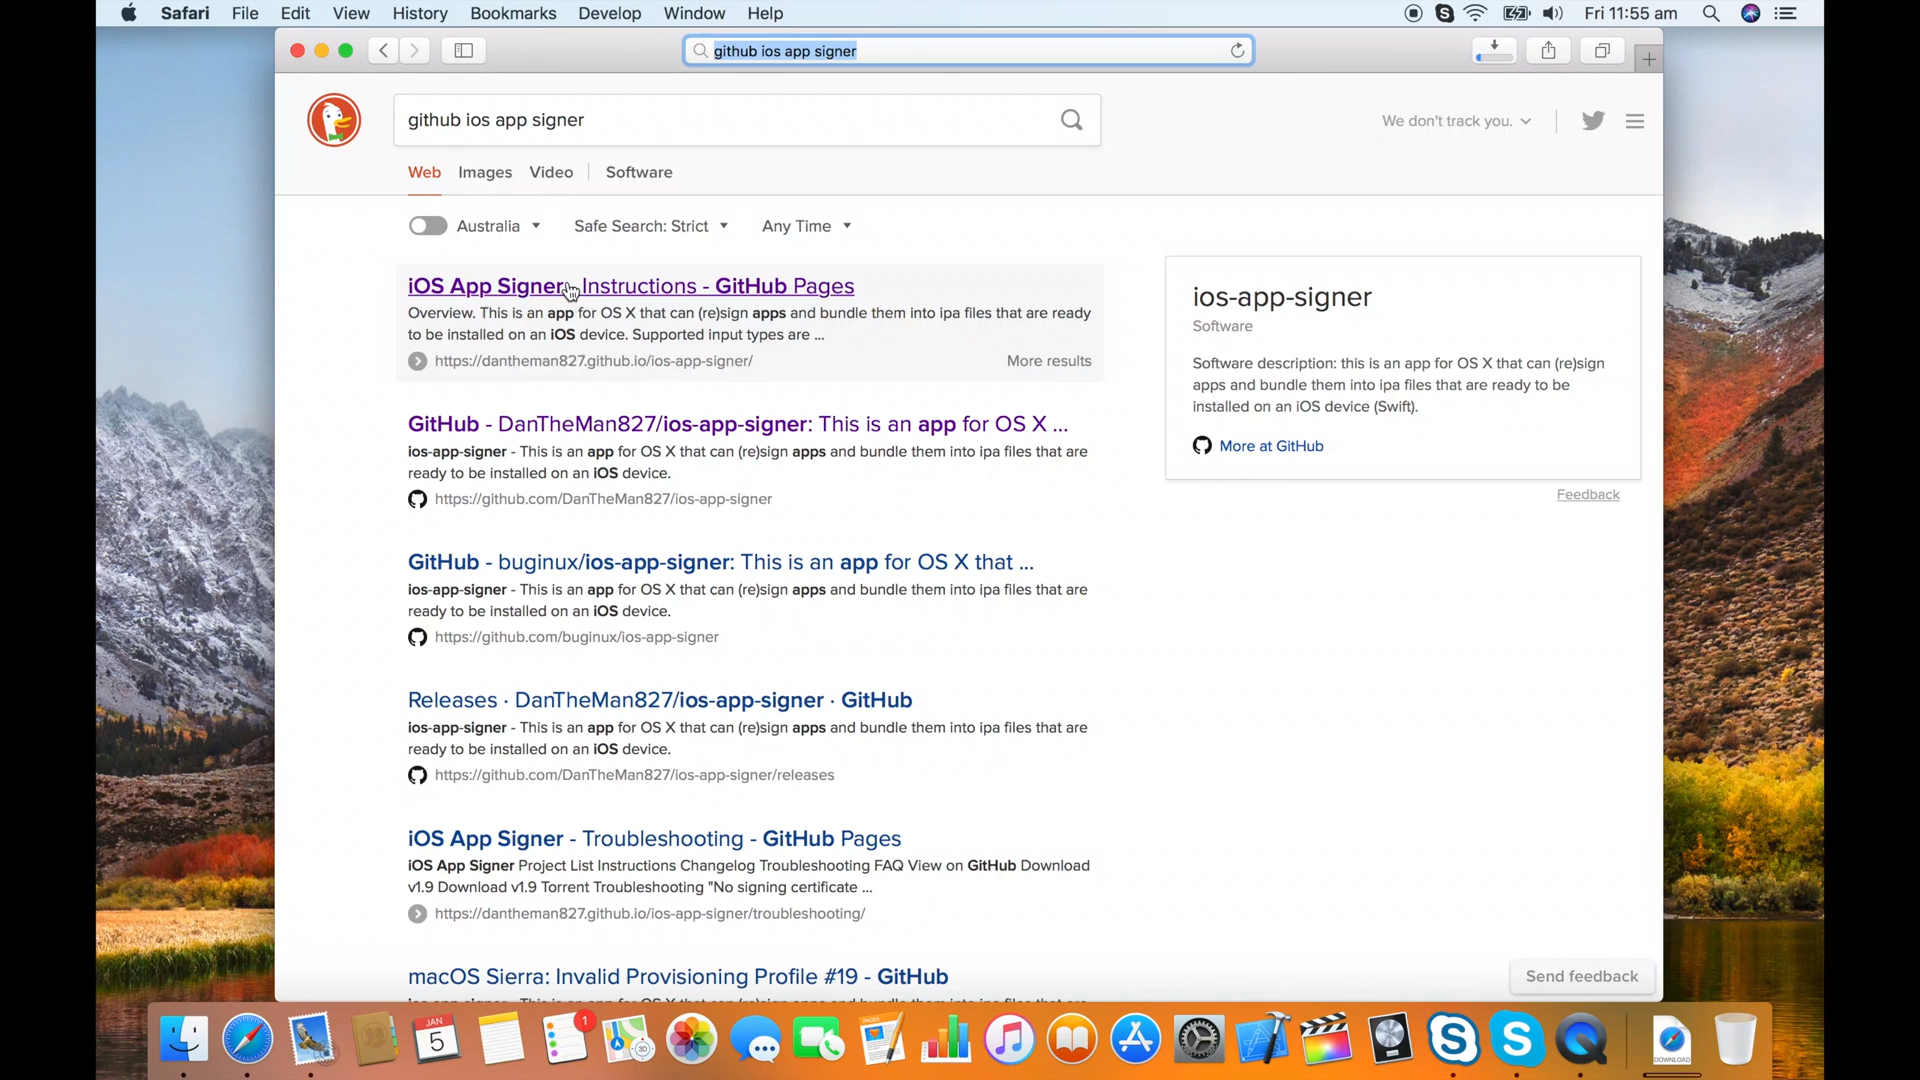 Safari File Edit View History Bookmarks Develop Window Help
Fri 11:55 am
github ios app signer
github ios app signer
We don't track you.
Web Images Video Software
Australia Safe Search: Strict Any Time
iOS App Signer Instructions - GitHub Pages
Overview. This is an app for OS X that can (re)sign apps and bundle them into ipa files that are ready
to be installed on an iOS device. Supported input types are ...
https://dantheman827.github.io/ios-app-signer/ More results
ios-app-signer
Software
Software description: this is an app for OS X that can (re)sign
apps and bundle them into ipa files that are ready to be
installed on an iOS device (Swift).
More at GitHub
Feedback
GitHub - DanTheMan827/ios-app-signer: This is an app for OS X ...
ios-app-signer - This is an app for OS X that can (re)sign apps and bundle them into ipa files that are
ready to be installed on an iOS device.
https://github.com/DanTheMan827/ios-app-signer
GitHub - buginux/ios-app-signer: This is an app for OS X that ...
ios-app-signer - This is an app for OS X that can (re)sign apps and bundle them into ipa files that are
ready to be installed on an iOS device.
https://github.com/buginux/ios-app-signer
Releases · DanTheMan827/ios-app-signer · GitHub
ios-app-signer - This is an app for OS X that can (re)sign apps and bundle them into ipa files that are
ready to be installed on an iOS device.
https://github.com/DanTheMan827/ios-app-signer/releases
iOS App Signer - Troubleshooting - GitHub Pages
iOS App Signer Project List Instructions Changelog Troubleshooting FAQ View on GitHub Download
v1.9 Download v1.9 Torrent Troubleshooting "No signing certificate ...
https://dantheman827.github.io/ios-app-signer/troubleshooting/
macOS Sierra: Invalid Provisioning Profile #19 - GitHub
Send feedback
JAN
5
1
3D
PAGES
DOWNLOAD